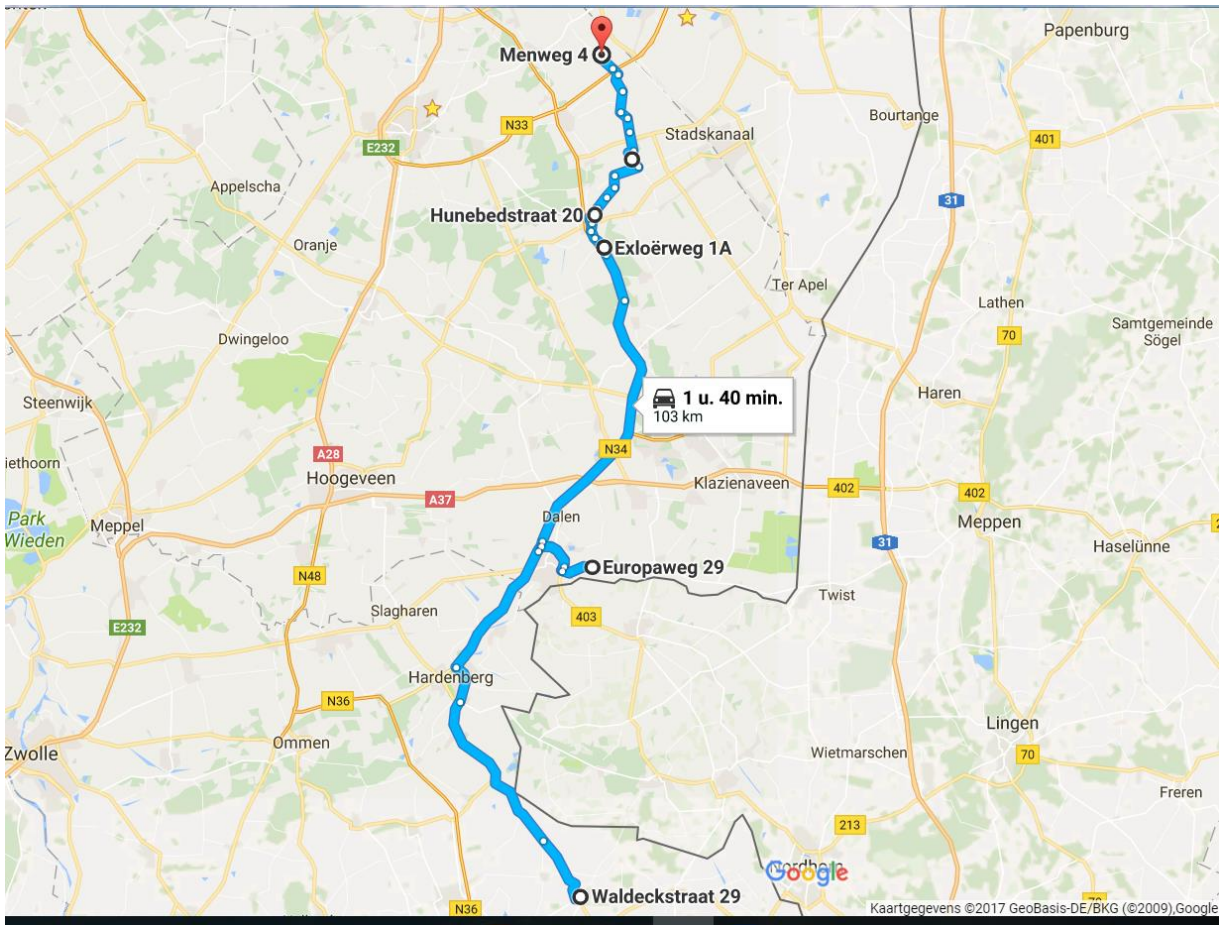 Papenburg
Menweg 4
Bourtange
N33
Stadskanaal
401
E232
Appelscha
31
Hunebedstraat 20
Oranje
Exloërweg 1A
Ter Apel
Lathen
70
Samtgemeinde
Sögel
Dwingeloo
Haren
Steenwijk
1 u. 40 min.
103 km
N34
A28
iethoorn
Hoogeveen
Klazienaveen
402
402
A37
Park
Wieden
Meppel
Dalen
Meppen
31
Haselünne
Europaweg 29
N48
Twist
Slagharen
403
E232
Hardenberg
N36
Lingen
Ommen
Zwolle
Wietmarschen
70
Freren
213
Google
Waldeckstraat 29
N36
70
Kaartgegevens ©2017 GeoBasis-DE/BKG (©2009),Google